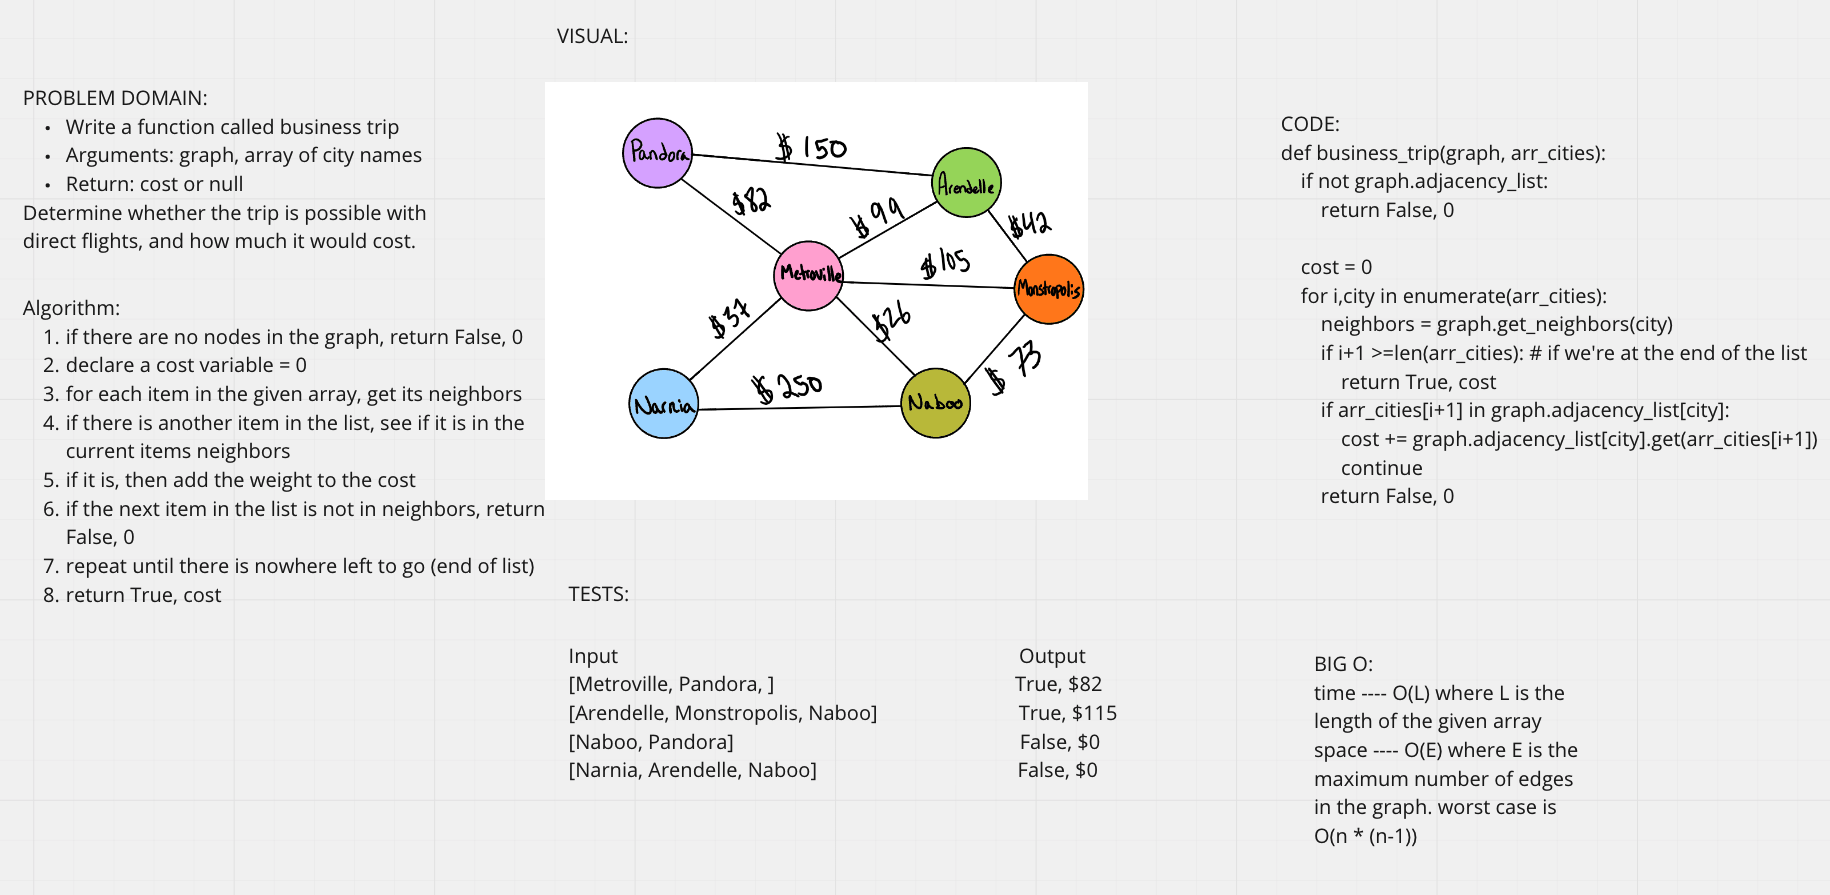 VISUAL:
PROBLEM DOMAIN:
• Write a function called business trip
• Arguments: graph, array of city names
• Return: cost or null
Determine whether the trip is possible with
direct flights, and how much it would cost.
Algorithm:
1. if there are no nodes in the graph, return False, 0
2. declare a cost variable = 0
3. for each item in the given array, get its neighbors
4. if there is another item in the list, see if it is in the
current items neighbors
5. if it is, then add the weight to the cost
6. if the next item in the list is not in neighbors, return
False, 0
7. repeat until there is nowhere left to go (end of list)
8. return True, cost
Pandora
$ 150
Arendelle
$82
$ 99
$42
Metroville
$105
Monstropolis
$37
$26
$ 73
Narnia
$ 250
Naboo
CODE:
def business_trip(graph, arr_cities):
if not graph.adjacency_list:
return False, 0
cost = 0
for i,city in enumerate(arr_cities):
neighbors = graph.get_neighbors(city)
if i+1 >=len(arr_cities): # if we're at the end of the list
return True, cost
if arr_cities[i+1] in graph.adjacency_list[city]:
cost += graph.adjacency_list[city].get(arr_cities[i+1])
continue
return False, 0
TESTS:
Input Output
[Metroville, Pandora, ] True, $82
[Arendelle, Monstropolis, Naboo] True, $115
[Naboo, Pandora] False, $0
[Narnia, Arendelle, Naboo] False, $0
BIG O:
time ---- O(L) where L is the
length of the given array
space ---- O(E) where E is the
maximum number of edges
in the graph. worst case is
O(n * (n-1))